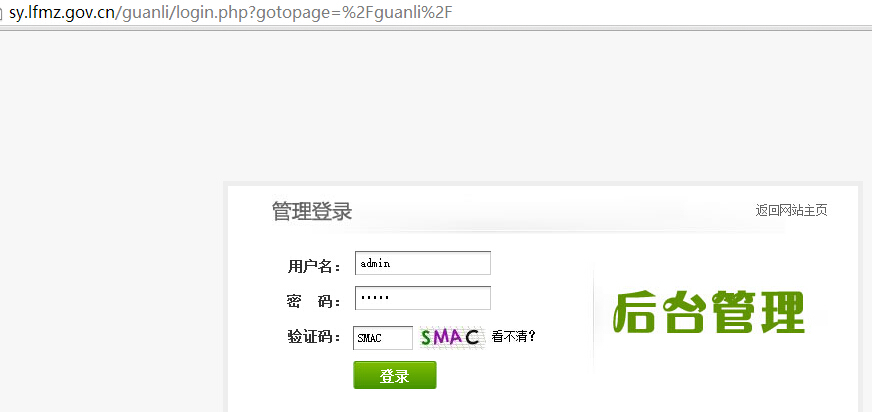 sy.lfmz.gov.cn/guanli/login.php?gotopage=%2Fguanli%2F
管理登录
返回网站主页
用户名： admin
密 码： •••••
验证码： SMAC SMAC 看不清?
登录
后台管理